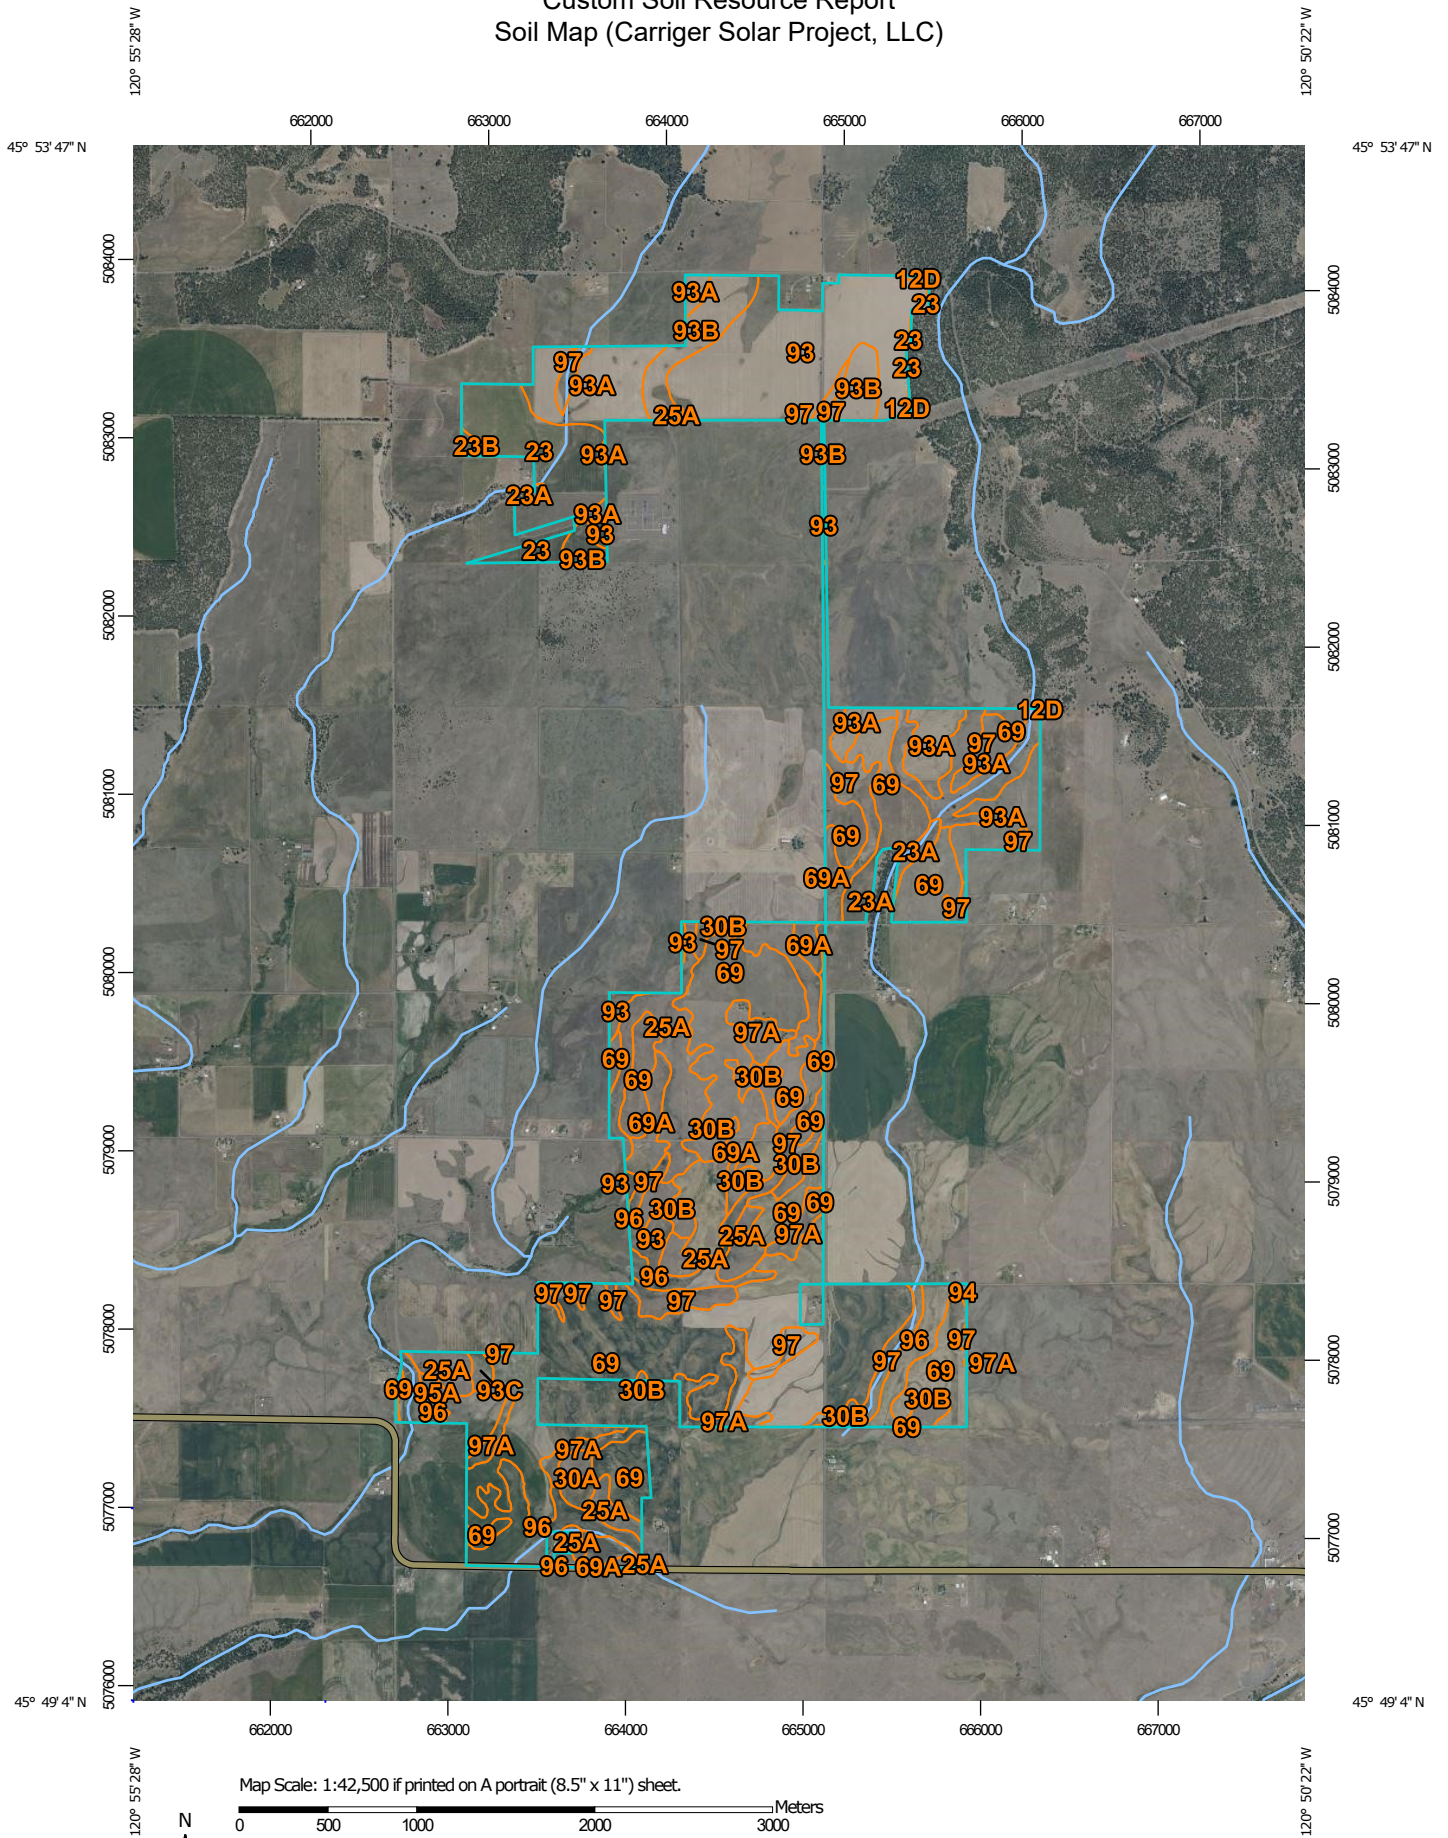 Custom Soil Resource Report
Soil Map (Carriger Solar Project, LLC)
120° 55' 28'' W
120° 50' 22'' W
662000 663000 664000 665000 666000 667000
45° 53' 47'' N
45° 53' 47'' N
5084000
5084000
12D
93A
23
93B
23
93
97
23
93A
93B
12D
25A
97
97
5083000
5083000
23B
23
93A
93B
23A
93A
93
93
23
93B
5082000
5082000
12D
93A
69
97
93A
93A
97
69
5081000
5081000
93A
69
97
23A
69A
69
23A
97
30B
93
97
69A
69
5080000
5080000
93
25A
97A
69
69
30B
69
69
69A
69
30B
97
69A
30B
5079000
5079000
93
97
30B
69
30B
69
96
25A
97A
93
25A
96
97
97
97
97
94
5078000
5078000
96
97
97
97
69
97
97A
25A
69
69
95A
93C
30B
30B
96
97A
30B
69
97A
97A
30A
69
25A
5077000
5077000
96
69
25A
96
69A
25A
5076000
45° 49' 4'' N
45° 49' 4'' N
662000 663000 664000 665000 666000 667000
120° 55' 28'' W
120° 50' 22'' W
Map Scale: 1:42,500 if printed on A portrait (8.5" x 11") sheet.
Meters
N
0 500 1000 2000 3000